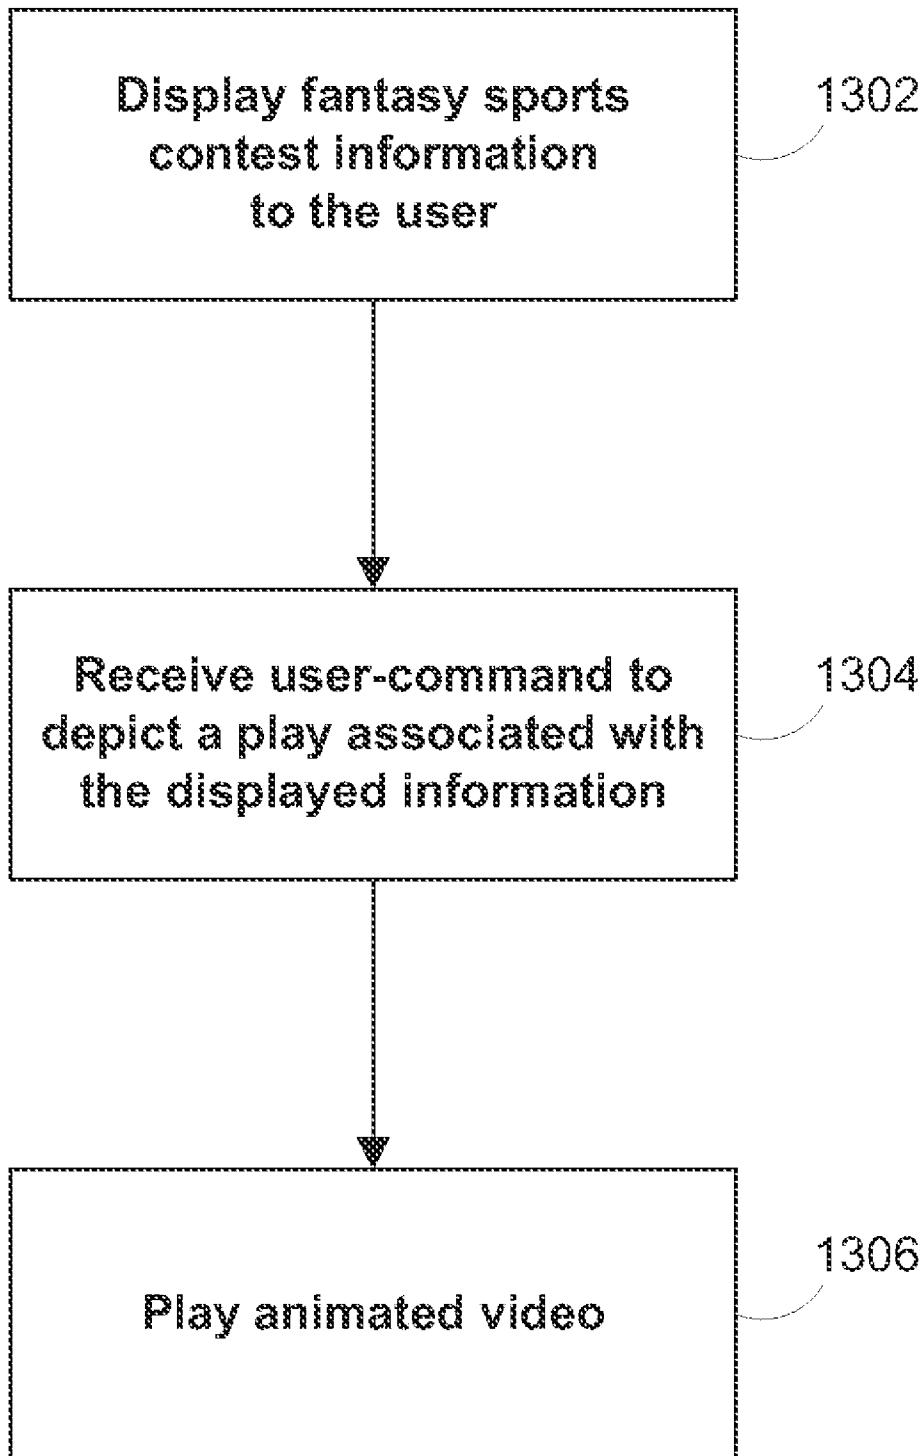 Display fantasy sports
contest information
to the user
1302
Receive user-command to
depict a play associated with
the displayed information
1304
Play animated video
1306